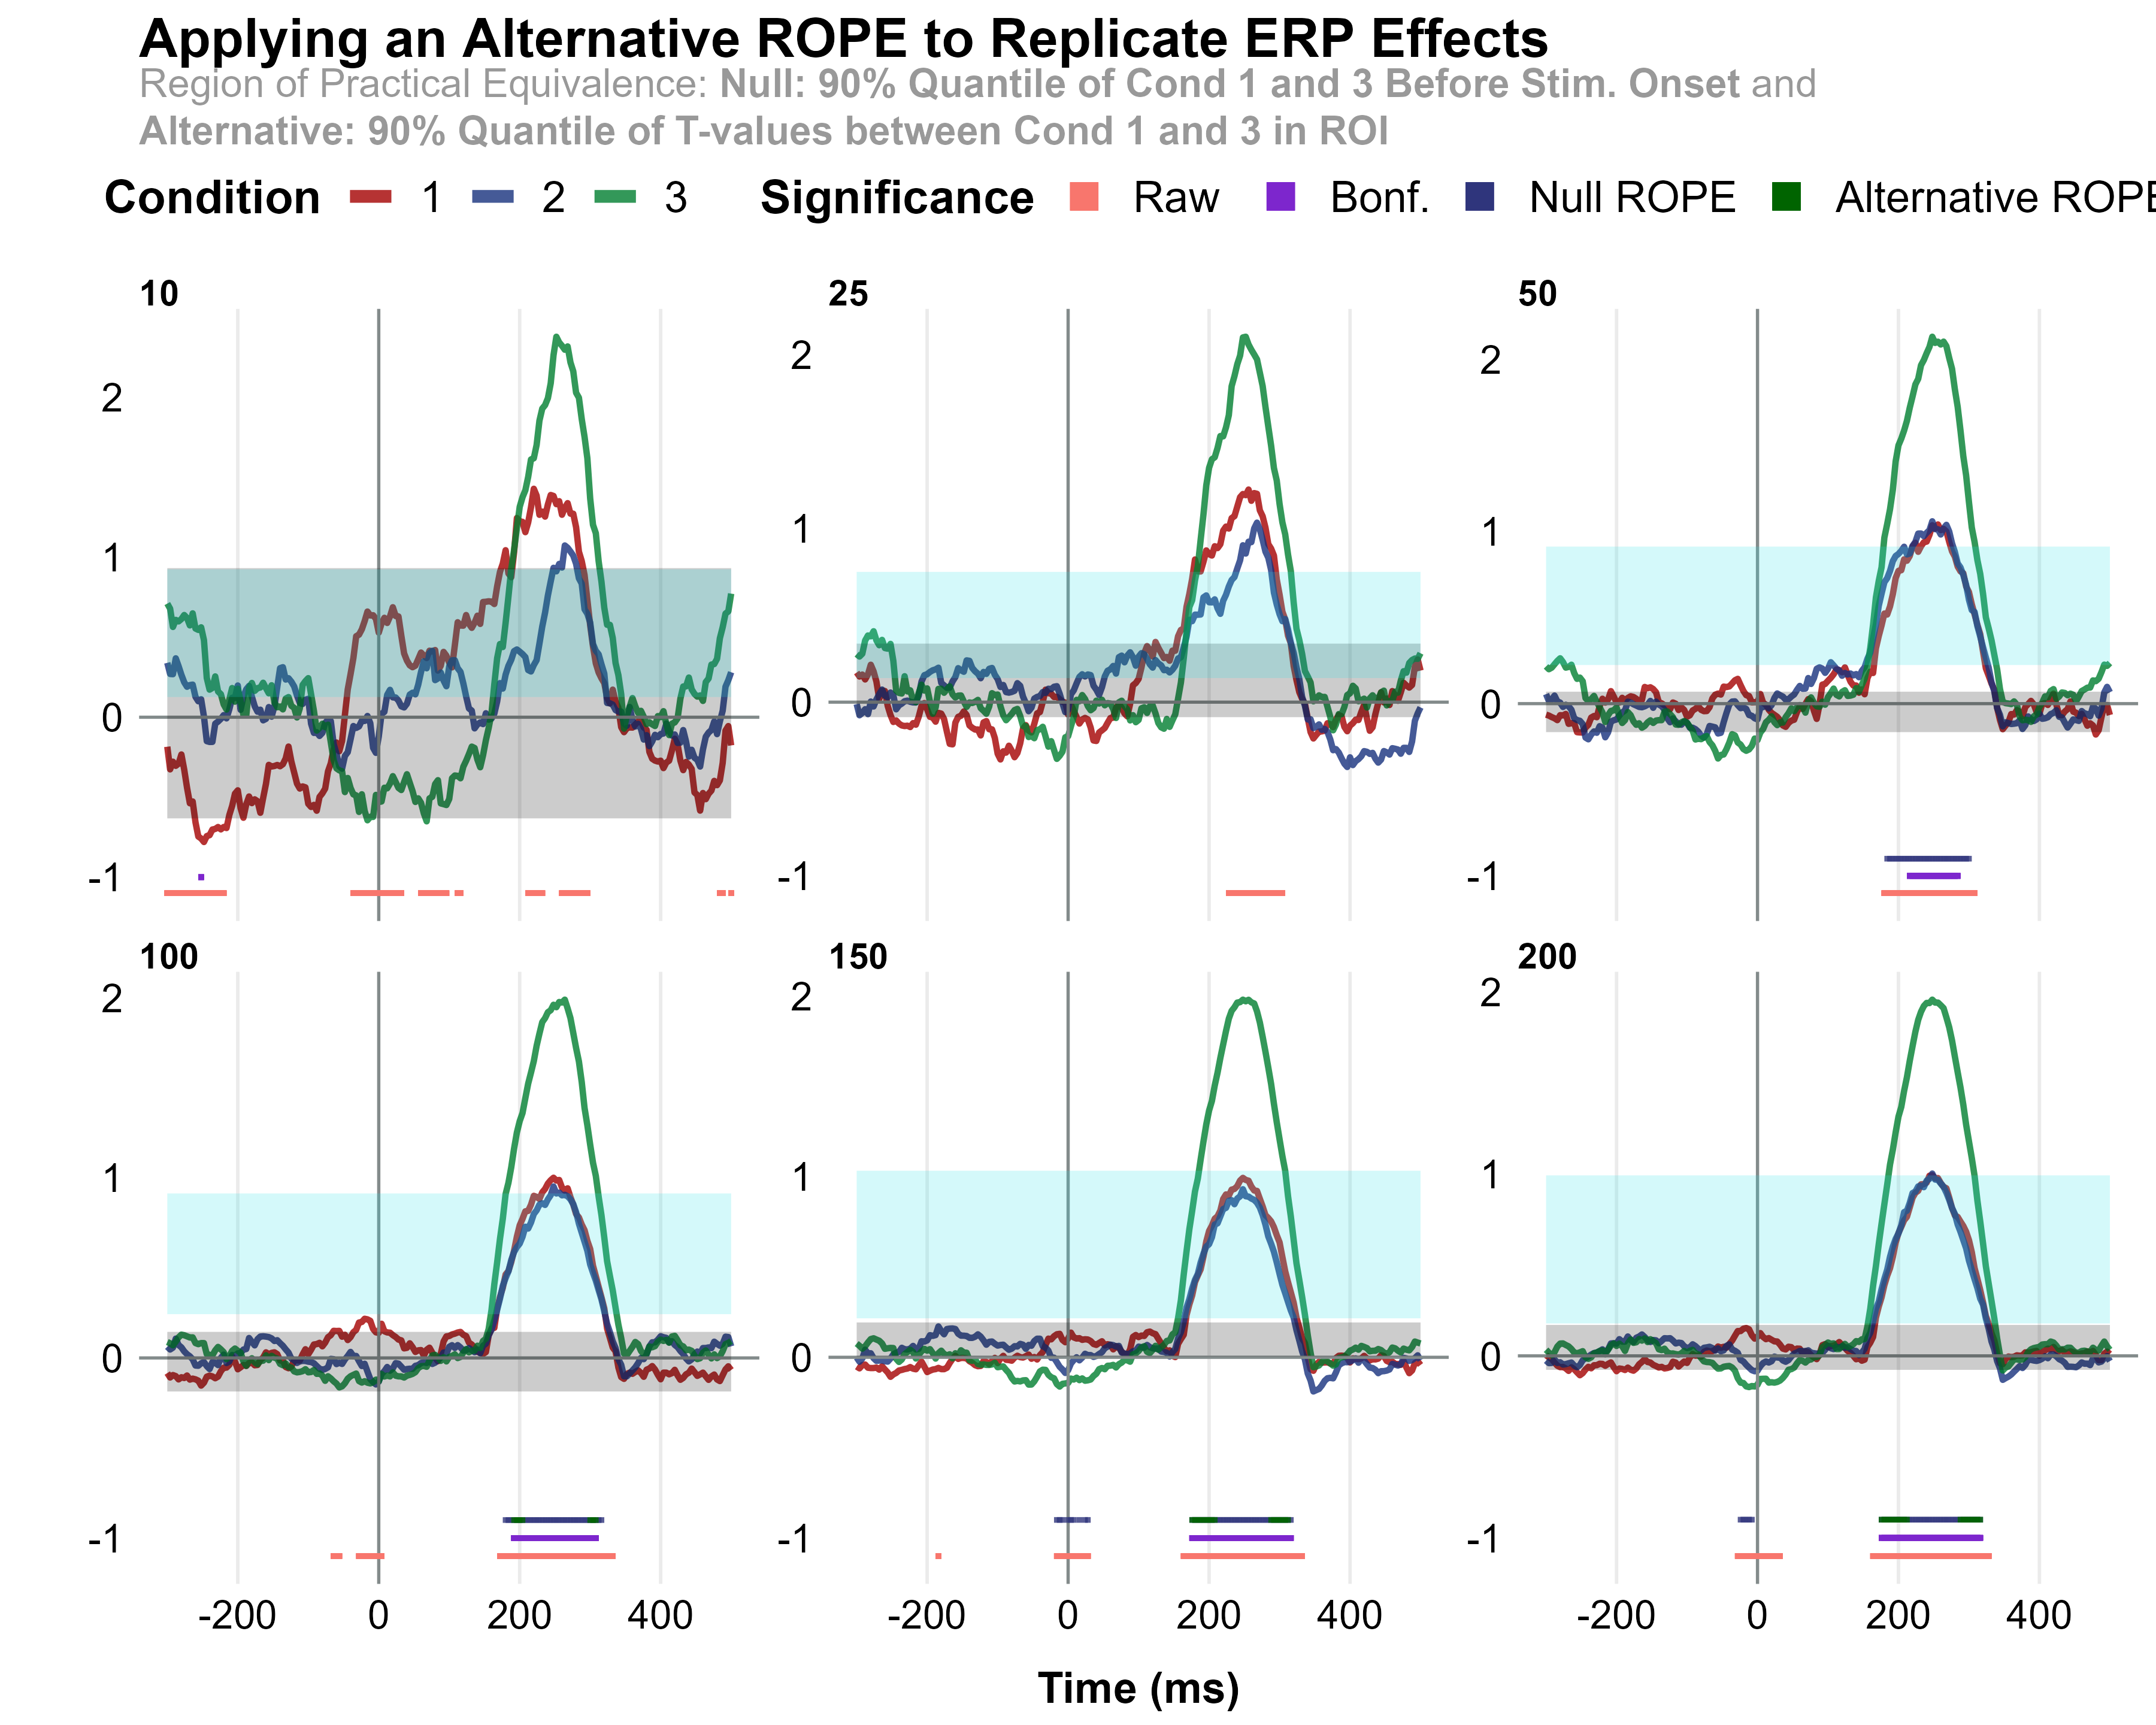 Applying an Alternative ROPE to Replicate ERP Effects
Region of Practical Equivalence: Null: 90% Quantile of Cond 1 and 3 Before Stim. Onset and
Alternative: 90% Quantile of T-values between Cond 1 and 3 in ROI
Condition 1 2 3 Significance Raw Bonf. Null ROPE Alternative ROPE
10 25 50
2 2 2
1 1 1
0 0 0
-1 -1 -1
100 150 200
2 2 2
1 1 1
0 0 0
-1 -1 -1
-200 0 200 400 -200 0 200 400 -200 0 200 400
Time (ms)